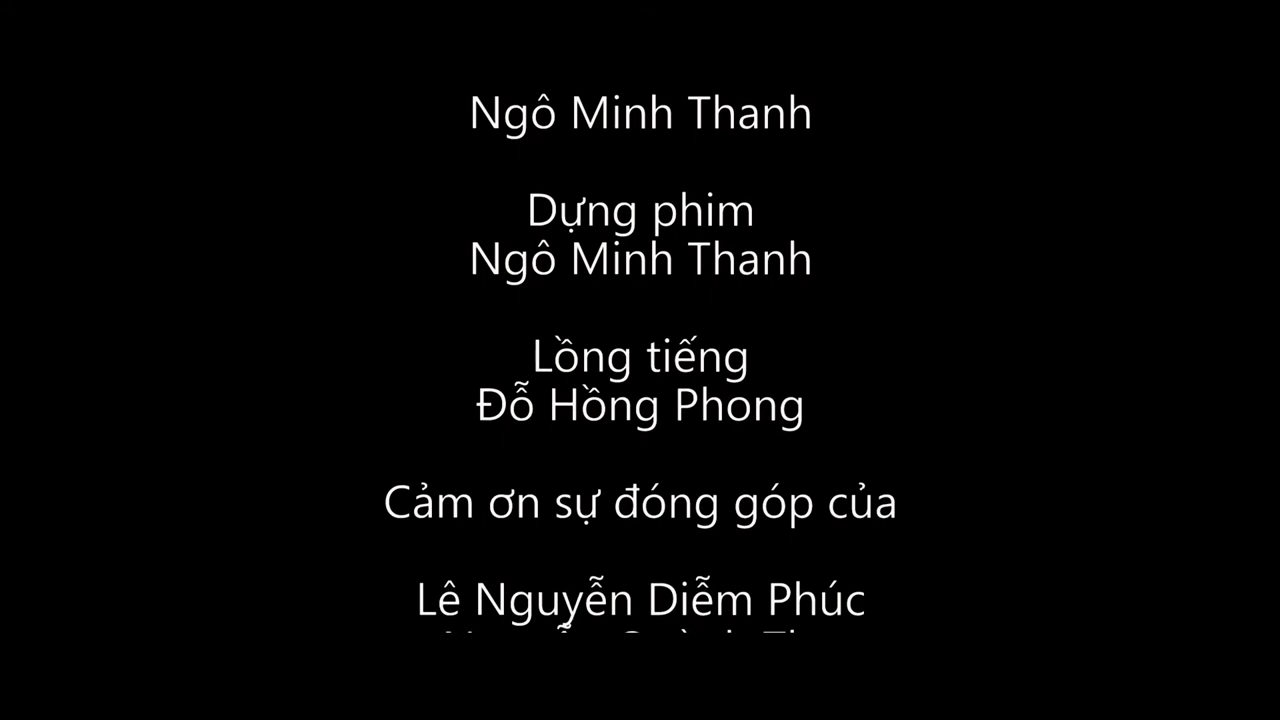 Ngô Minh Thanh
Dựng phim
Ngô Minh Thanh
Lồng tiếng
Đỗ Hồng Phong
Cảm ơn sự đóng góp của
Lê Nguyễn Diễm Phúc